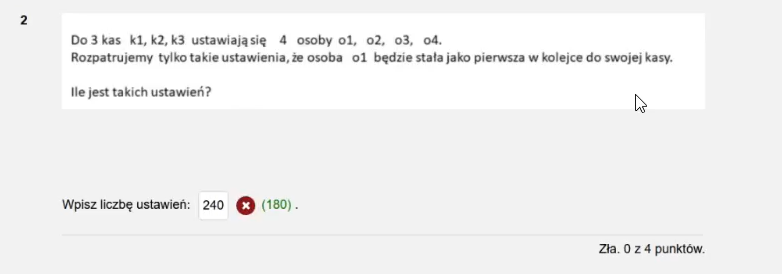 2
Do 3 kas k1, k2, k3 ustawiają się 4 osoby o1, o2, o3, o4.
Rozpatrujemy tylko takie ustawienia, że osoba o1 będzie stała jako pierwsza w kolejce do swojej kasy.
Ile jest takich ustawień?
Wpisz liczbę ustawień: 240 (180) .
Zła. 0 z 4 punktów.